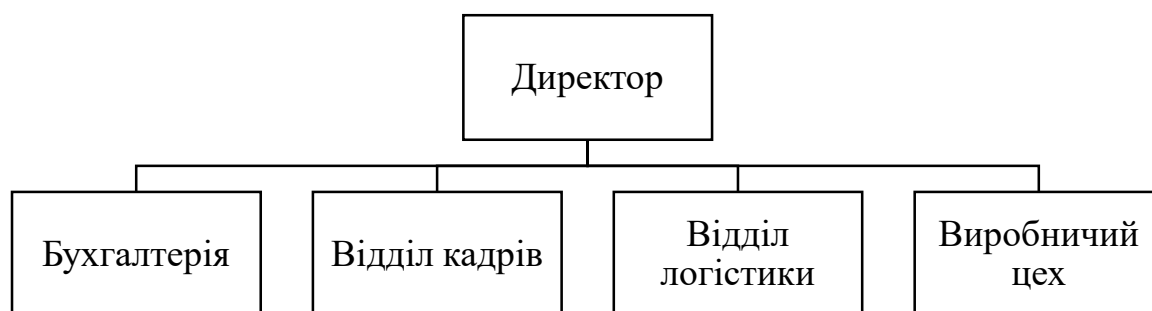 Директор
Бухгалтерія
Відділ кадрів
Відділ
логістики
Виробничий
цех